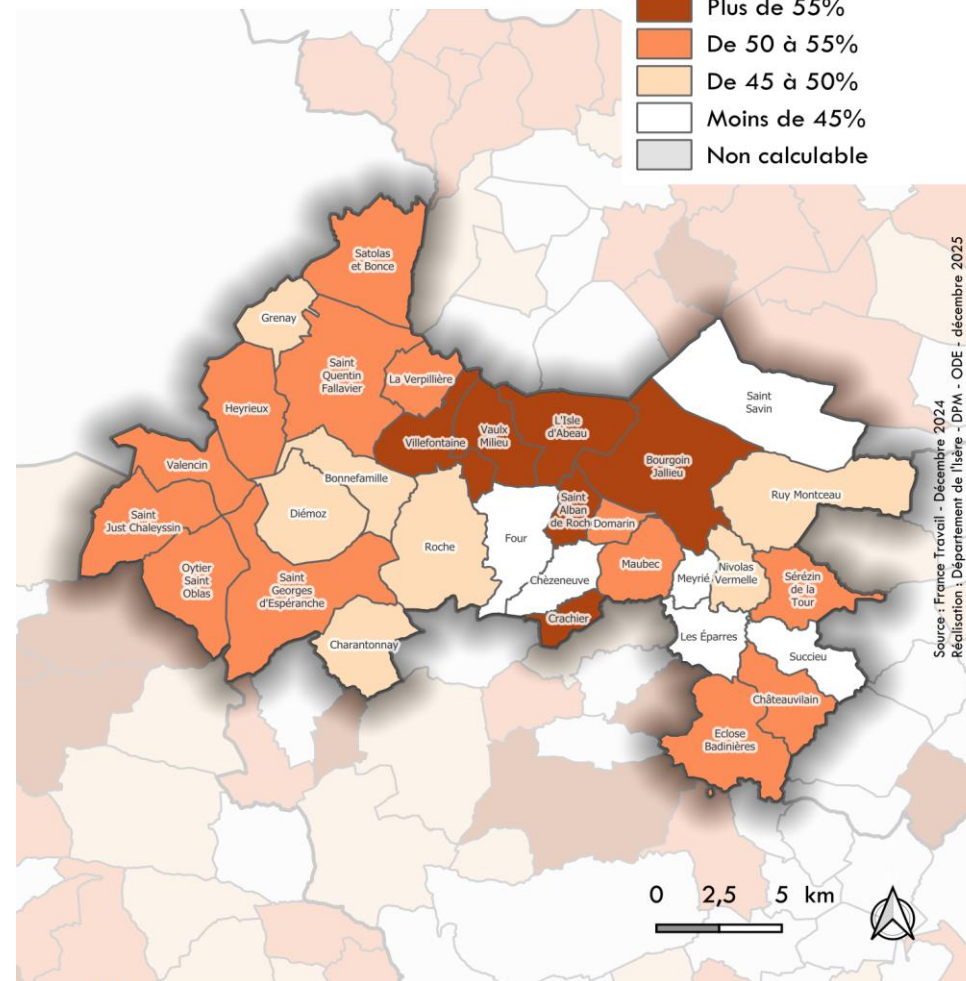 Plus de 55%
De 50 à 55%
De 45 à 50%
Moins de 45%
Non calculable
Satolas
et Bonce
Grenay
Saint
Quentin
Fallavier
La Verpillière
Heyrieux
Saint
Savin
L'Isle
d'Abeau
Vaulx
Milieu
Villefontaine
Bourgoin
Jallieu
Valencin
Bonnefamille
Ruy Montceau
Diémoz
Saint
Just Chaleyssin
Saint
Alban
de Roche
Domarin
Four
Roche
Maubec
Nivolas
Vermelle
Meyrié
Chèzeneuve
Sérézin
de la
Tour
Oytier
Saint
Oblas
Saint
Georges
d'Espéranche
Crachier
Charantonnay
Les Éparres
Succieu
Châteauvilain
Eclose
Badinières
Source : France Travail - Décembre 2024
Réalisation : Département de l'Isère - DPM - ODE - décembre 2025
0 2,5 5 km